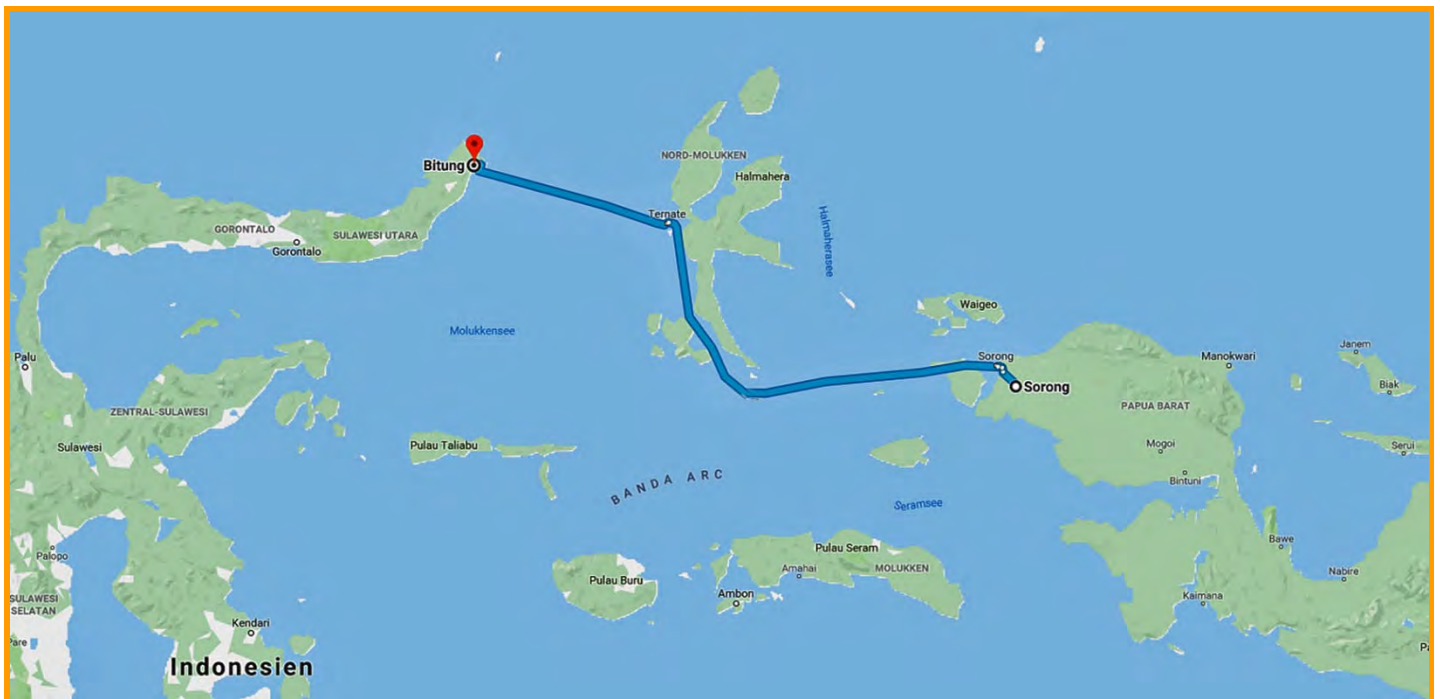 NORD-MOLUKKEN
Bitung
Halmahera
Ternate
Halmaherasee
GORONTALO
SULAWESI UTARA
Gorontalo
Waigeo
Molukkensee
Palu
Sorong
Manokwari
Janem
Sorong
Biak
ZENTRAL-SULAWESI
PAPUA BARAT
Sulawesi
Pulau Taliabu
Mogoi
Serui
Bintuni
BANDA ARC
Seramsee
Palopo
Pulau Seram
Bawe
Pulau Buru
Amahai
MOLUKKEN
Nabire
SULAWESI
SELATAN
Ambon
Kaimana
Kendari
Pare
Indonesien